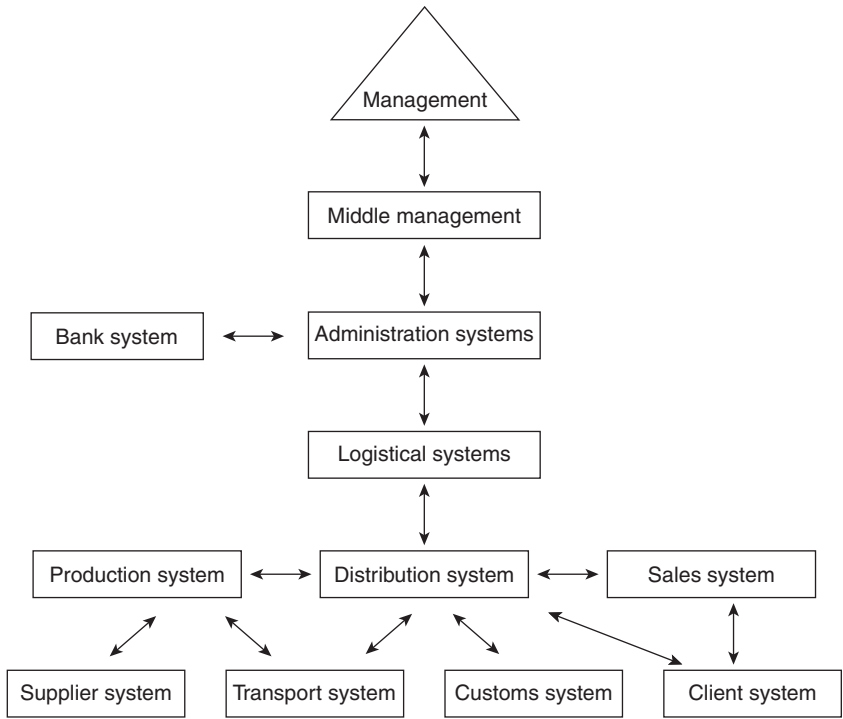 Management
Middle management
Bank system
Administration systems
Logistical systems
Production system
Distribution system
Sales system
Supplier system
Transport system
Customs system
Client system